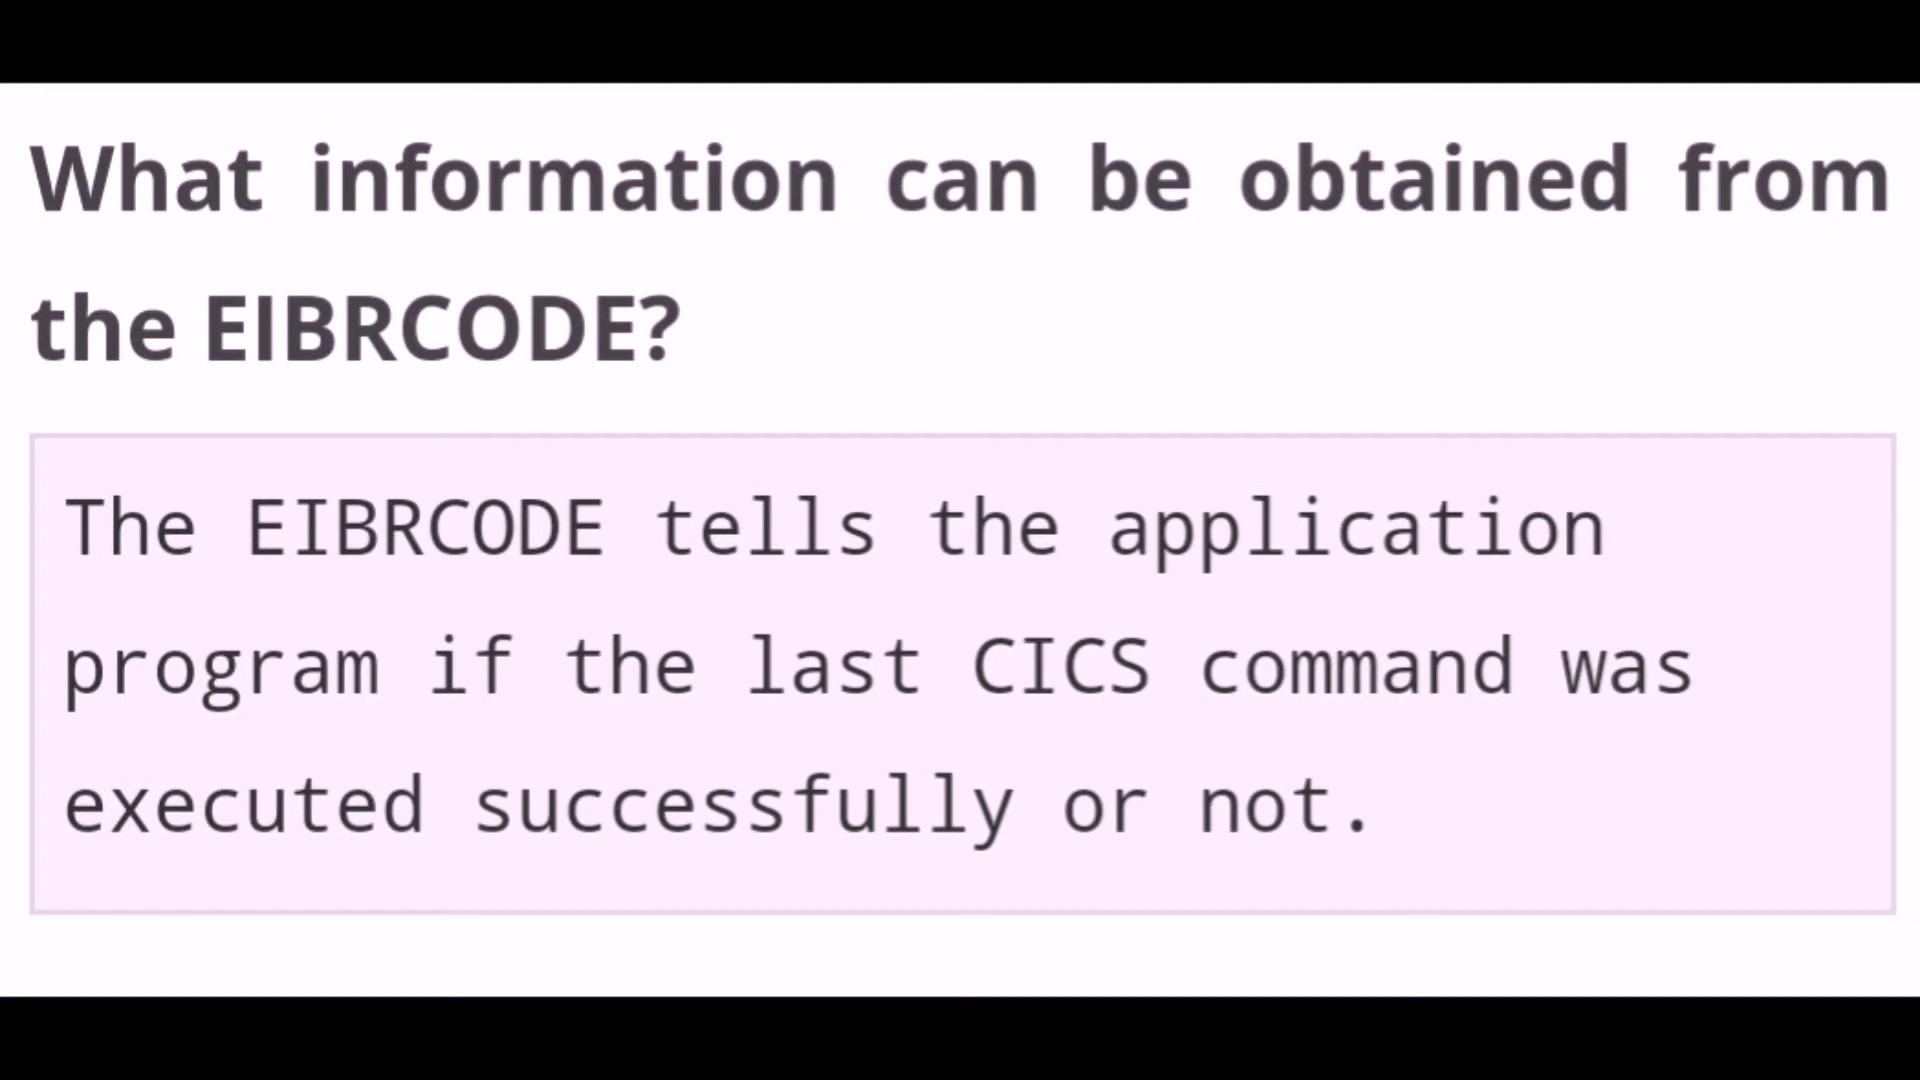 What information can be obtained from
the EIBRCODE?
The EIBRCODE tells the application
program if the last CICS command was
executed successfully or not.